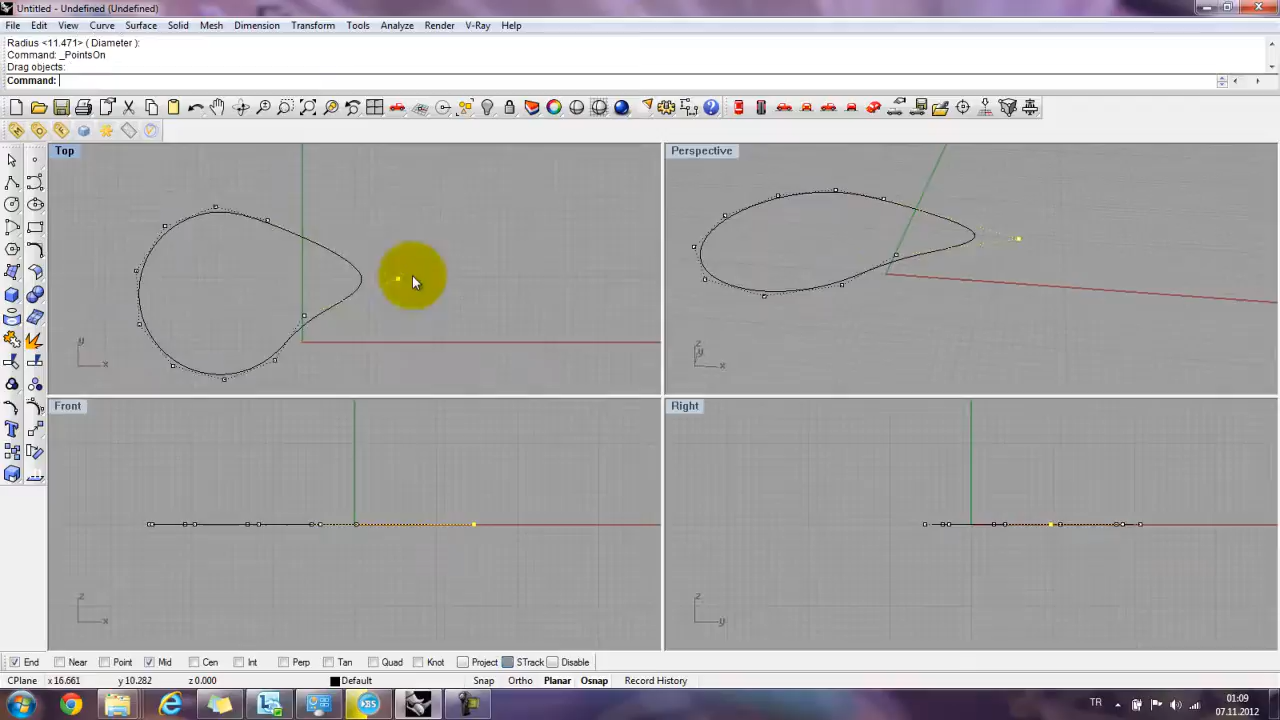 Untitled - Undefined (Undefined)
File Edit View Curve Surface Solid Mesh Dimension Transform Tools Analyze Render V-Ray Help
Radius <11.471> ( Diameter ):
Command: _PointsOn
Drag objects:
Command:
Top
Perspective
y
x
z
y
x
Front
Right
z
x
z
y
End Near Point Mid Cen Int Perp Tan Quad Knot Project STrack Disable
CPlane x 16.661 y 10.282 z 0.000 Default Snap Ortho Planar Osnap Record History
TR 01:09
07.11.2012